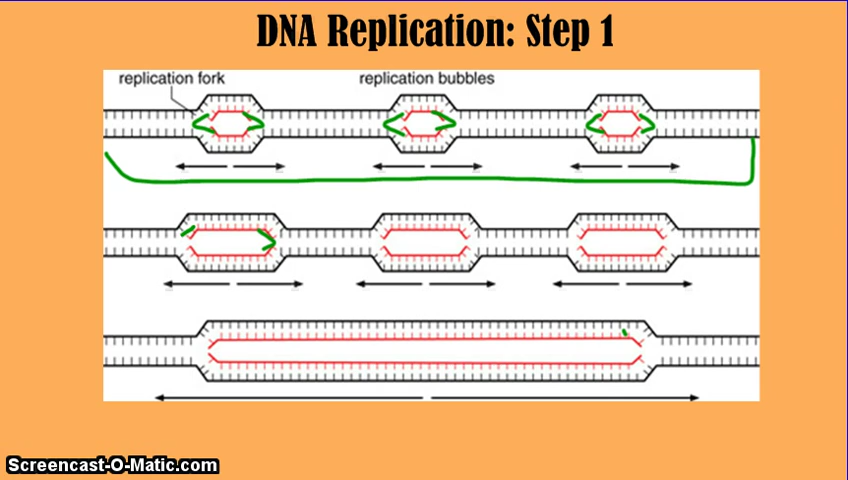 DNA Replication: Step 1
replication fork
replication bubbles
Screencast-O-Matic.com